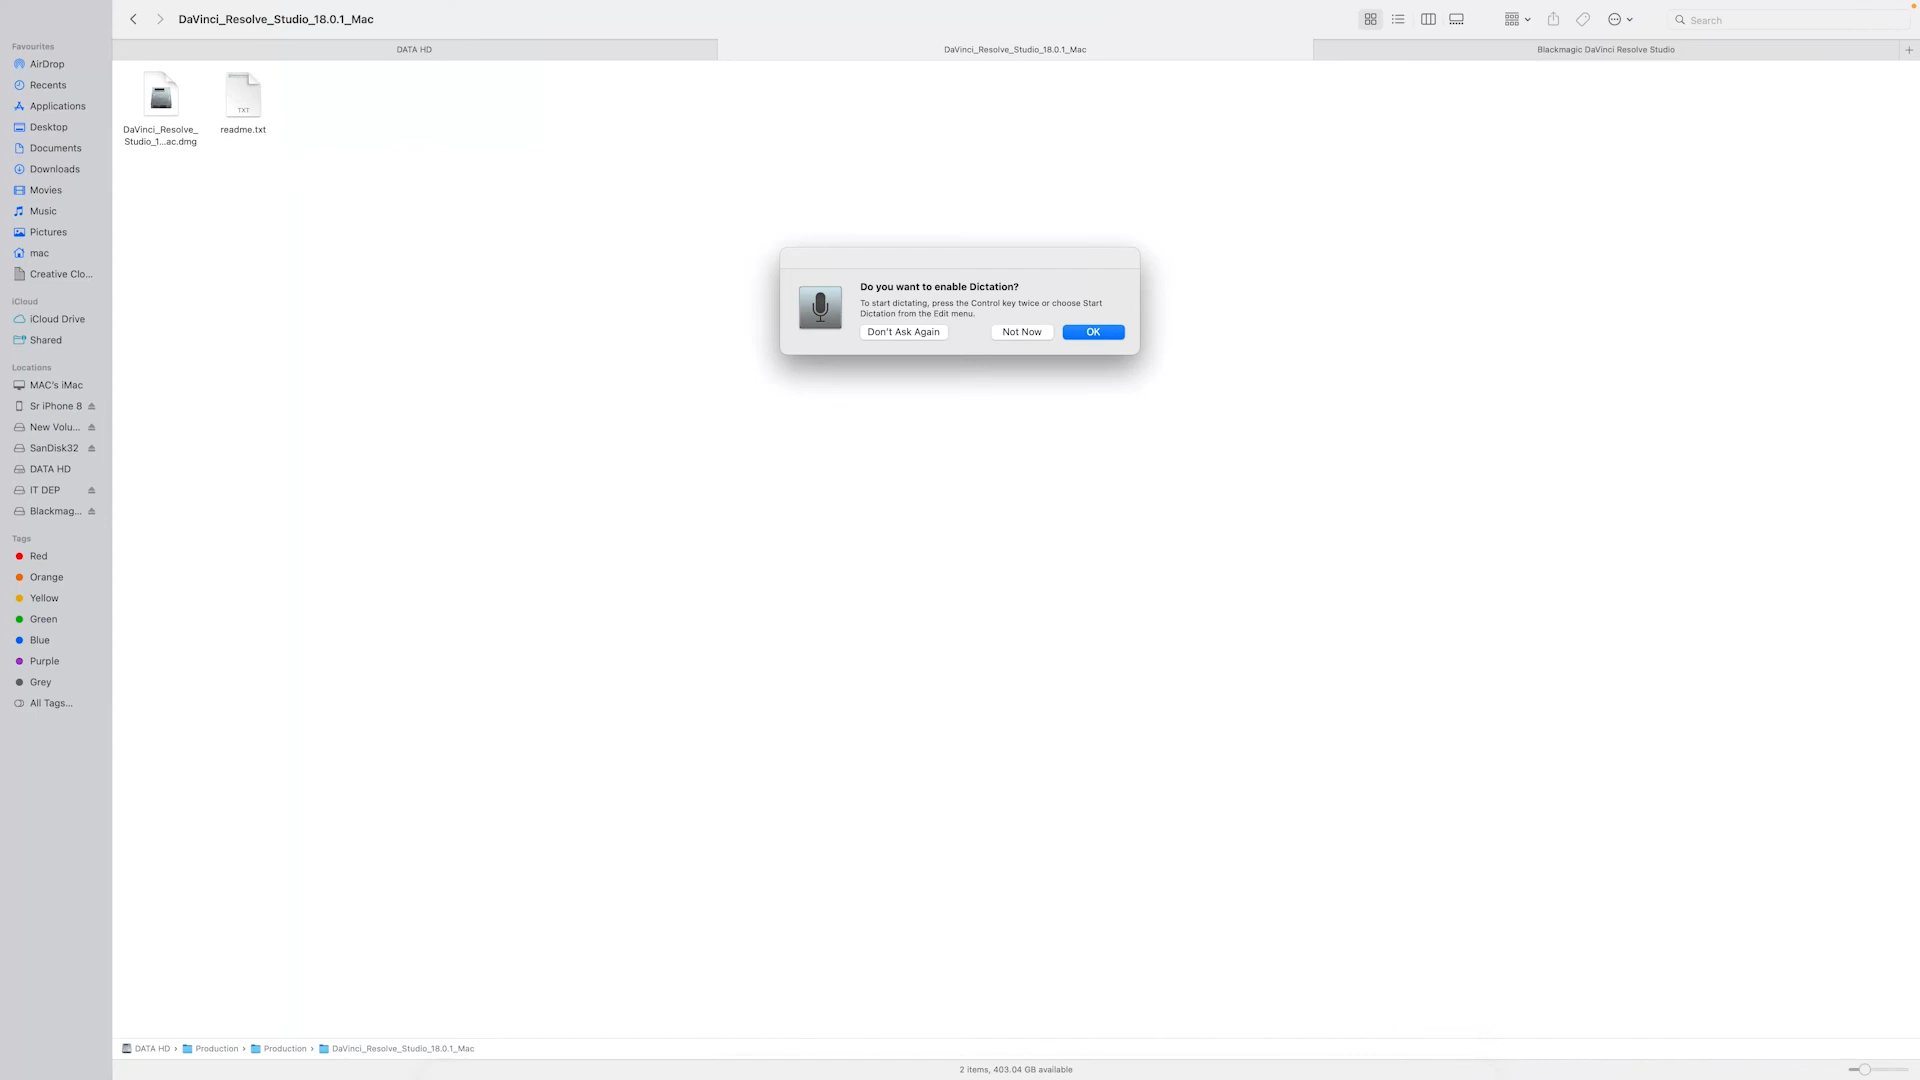 DaVinci_Resolve_Studio_18.0.1_Mac
Search
DATA HD
DaVinci_Resolve_Studio_18.0.1_Mac
Blackmagic DaVinci Resolve Studio
Favourites
AirDrop
Recents
Applications
Desktop
Documents
Downloads
Movies
Music
Pictures
mac
Creative Clo...
iCloud
iCloud Drive
Shared
Locations
MAC's iMac
Sr iPhone 8
New Volu...
SanDisk32
DATA HD
IT DEP
Blackmag...
Tags
Red
Orange
Yellow
Green
Blue
Purple
Grey
All Tags...
DaVinci_Resolve_
Studio_1...ac.dmg
TXT
readme.txt
Do you want to enable Dictation?
To start dictating, press the Control key twice or choose Start
Dictation from the Edit menu.
Don't Ask Again
Not Now
OK
DATA HD › Production › Production › DaVinci_Resolve_Studio_18.0.1_Mac
2 items, 403.04 GB available